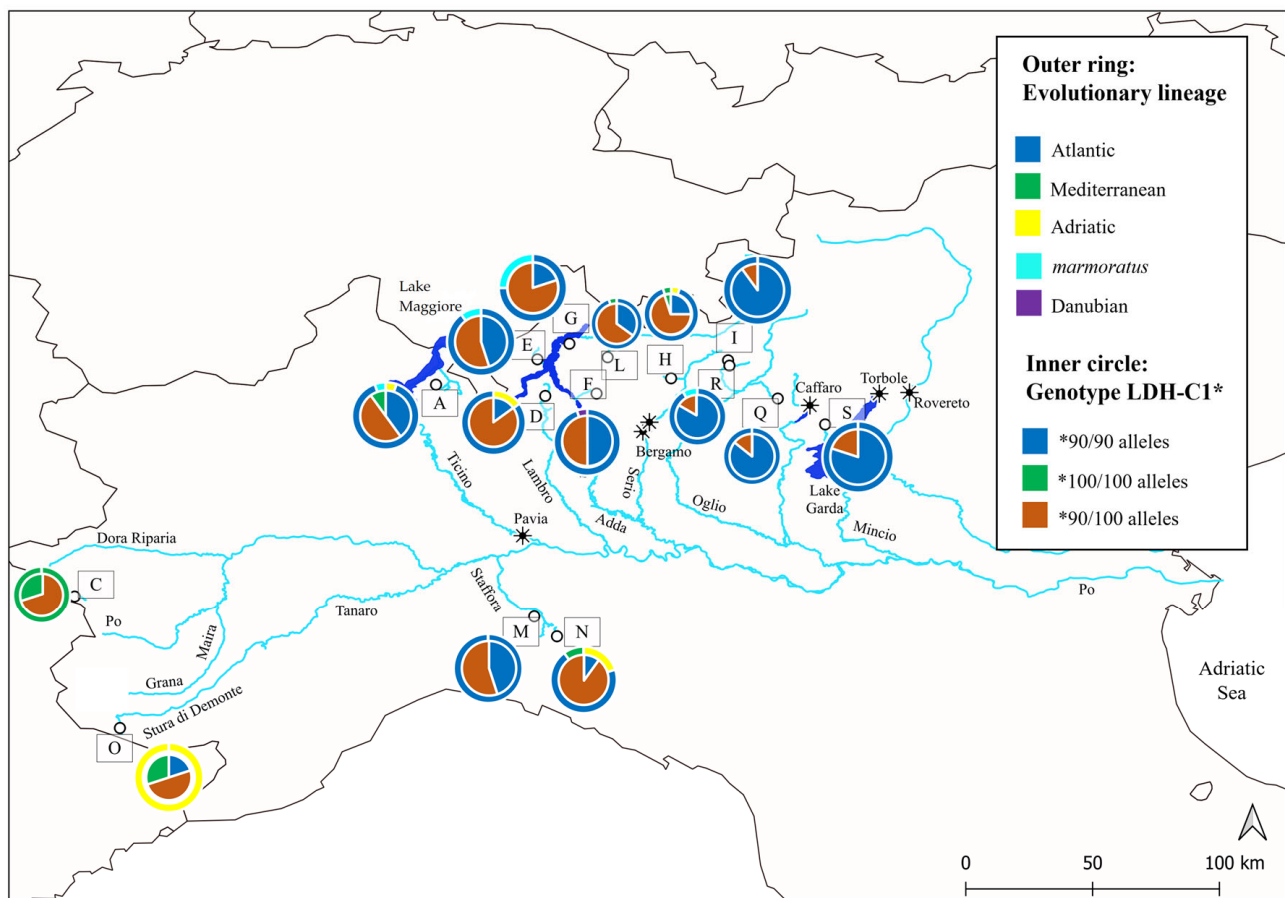 Outer ring:
Evolutionary lineage
Atlantic
Mediterranean
Adriatic
marmoratus
Danubian
Inner circle:
Genotype LDH-C1*
*90/90 alleles
*100/100 alleles
*90/100 alleles
Lake
Maggiore
G
E
L
H
I
A
D
F
R
Q
Caffaro
S
Torbole
Rovereto
Bergamo
Ticino
Lambro
Adda
Serio
Oglio
Lake
Garda
Mincio
Pavia
Dora Riparia
C
Po
Maira
Grana
Stura di Demonte
Tanaro
Staffora
M
N
O
Po
Adriatic
Sea
0
50
100 km